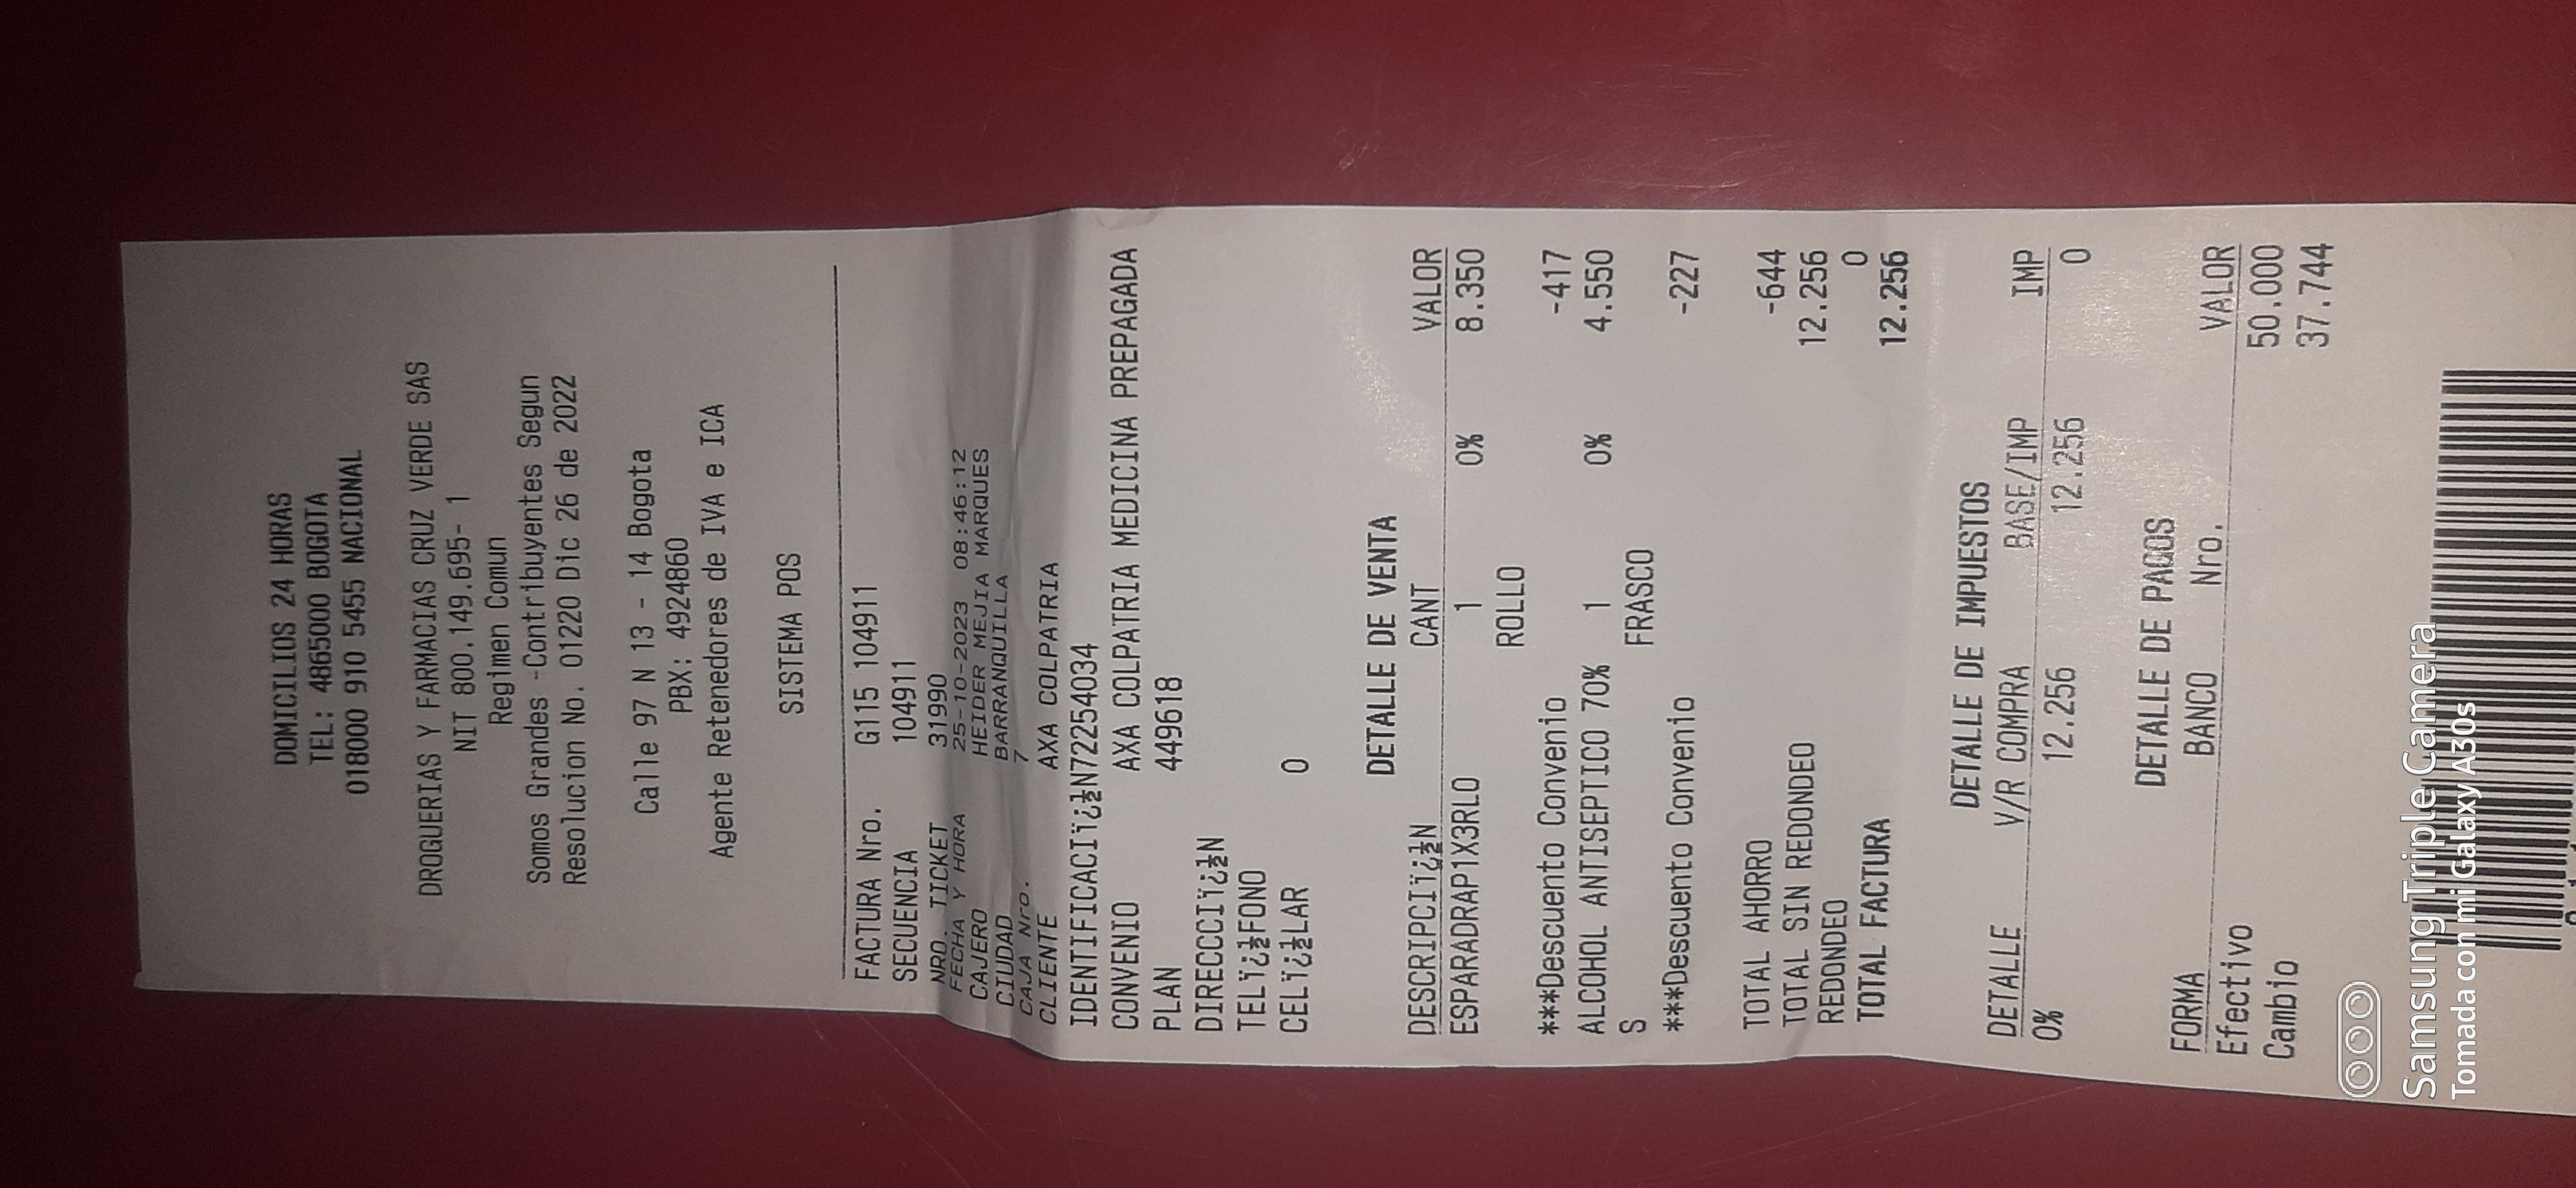 DOMICILIOS 24 HORAS
TEL: 4865000 BOGOTA
018000 910 5455 NACIONAL
DROGUERIAS Y FARMACIAS CRUZ VERDE SAS
NIT 800.149.695- 1
Regimen Comun
Somos Grandes -Contribuyentes Segun
Resolucion No. 01220 Dic 26 de 2022
Calle 97 N 13 - 14 Bogota
PBX: 4924860
Agente Retenedores de IVA e ICA
SISTEMA POS
FACTURA Nro. G115 104911
SECUENCIA 104911
NRO. TICKET 31990
FECHA Y HORA 25-10-2023 08:46:12
CAJERO HEIDER MEJIA MARQUES
CIUDAD BARRANQUILLA
CAJA Nro. 7
CLIENTE AXA COLPATRIA
IDENTIFICACIï¿½N72254034
CONVENIO AXA COLPATRIA MEDICINA PREPAGADA
PLAN 449618
DIRECCCIï¿½N
TELï¿½FONO
CELï¿½LAR 0
DETALLE DE VENTA
DESCRIPCIï¿½N CANT VALOR
ESPARADRAP1X3RLO 1 0% 8.350
ROLLO
***Descuento Convenio -417
ALCOHOL ANTISEPTICO 70% 1 0% 4.550
S FRASCO
***Descuento Convenio -227
TOTAL AHORRO -644
TOTAL SIN REDONDEO 12.256
REDONDEO 0
TOTAL FACTURA 12.256
DETALLE DE IMPUESTOS
DETALLE V/R COMPRA BASE/IMP IMP
0% 12.256 12.256 0
DETALLE DE PAGOS
FORMA BANCO Nro. VALOR
Efectivo 50.000
Cambio 37.744
Samsung Triple Camera
Tomada con mi Galaxy A30s